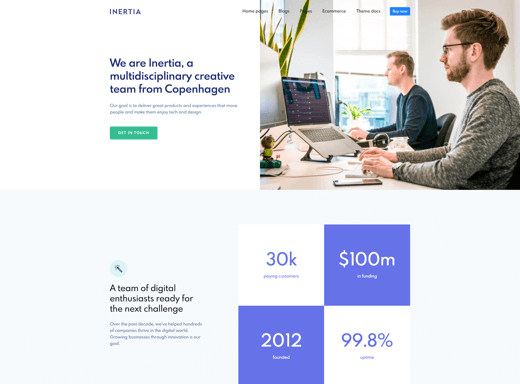 INERTIA
Home pages Blogs Pages Ecommerce Theme docs Buy now
We are Inertia, a
multidisciplinary creative
team from Copenhagen
Our goal is to deliver great products and experiences that move
people and make them enjoy tech and design
GET IN TOUCH
30k
paying customers
$100m
in funding
A team of digital
enthusiasts ready for
the next challenge
Over the past decade, we've helped hundreds
of companies thrive in the digital world.
Growing businesses through innovation is our
goal.
2012
founded
99.8%
uptime